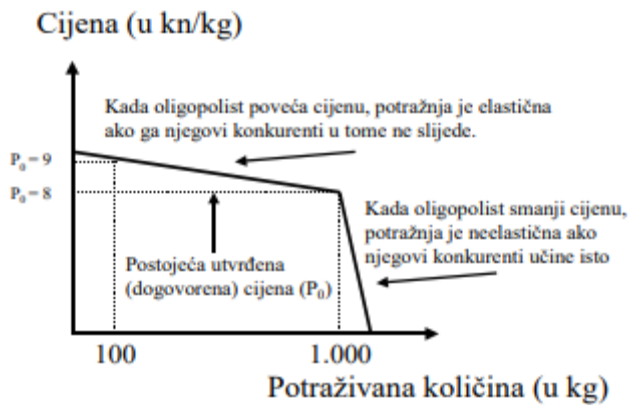 Cijena (u kn/kg)
Kada oligopolist poveća cijenu, potražnja je elastična
ako ga njegovi konkurenti u tome ne slijede.
P₀ = 9
P₀ = 8
Kada oligopolist smanji cijenu,
potražnja je neelastična ako
njegovi konkurenti učine isto
Postojeća utvrđena
(dogovorena) cijena (P₀)
100
1.000
Potraživana količina (u kg)